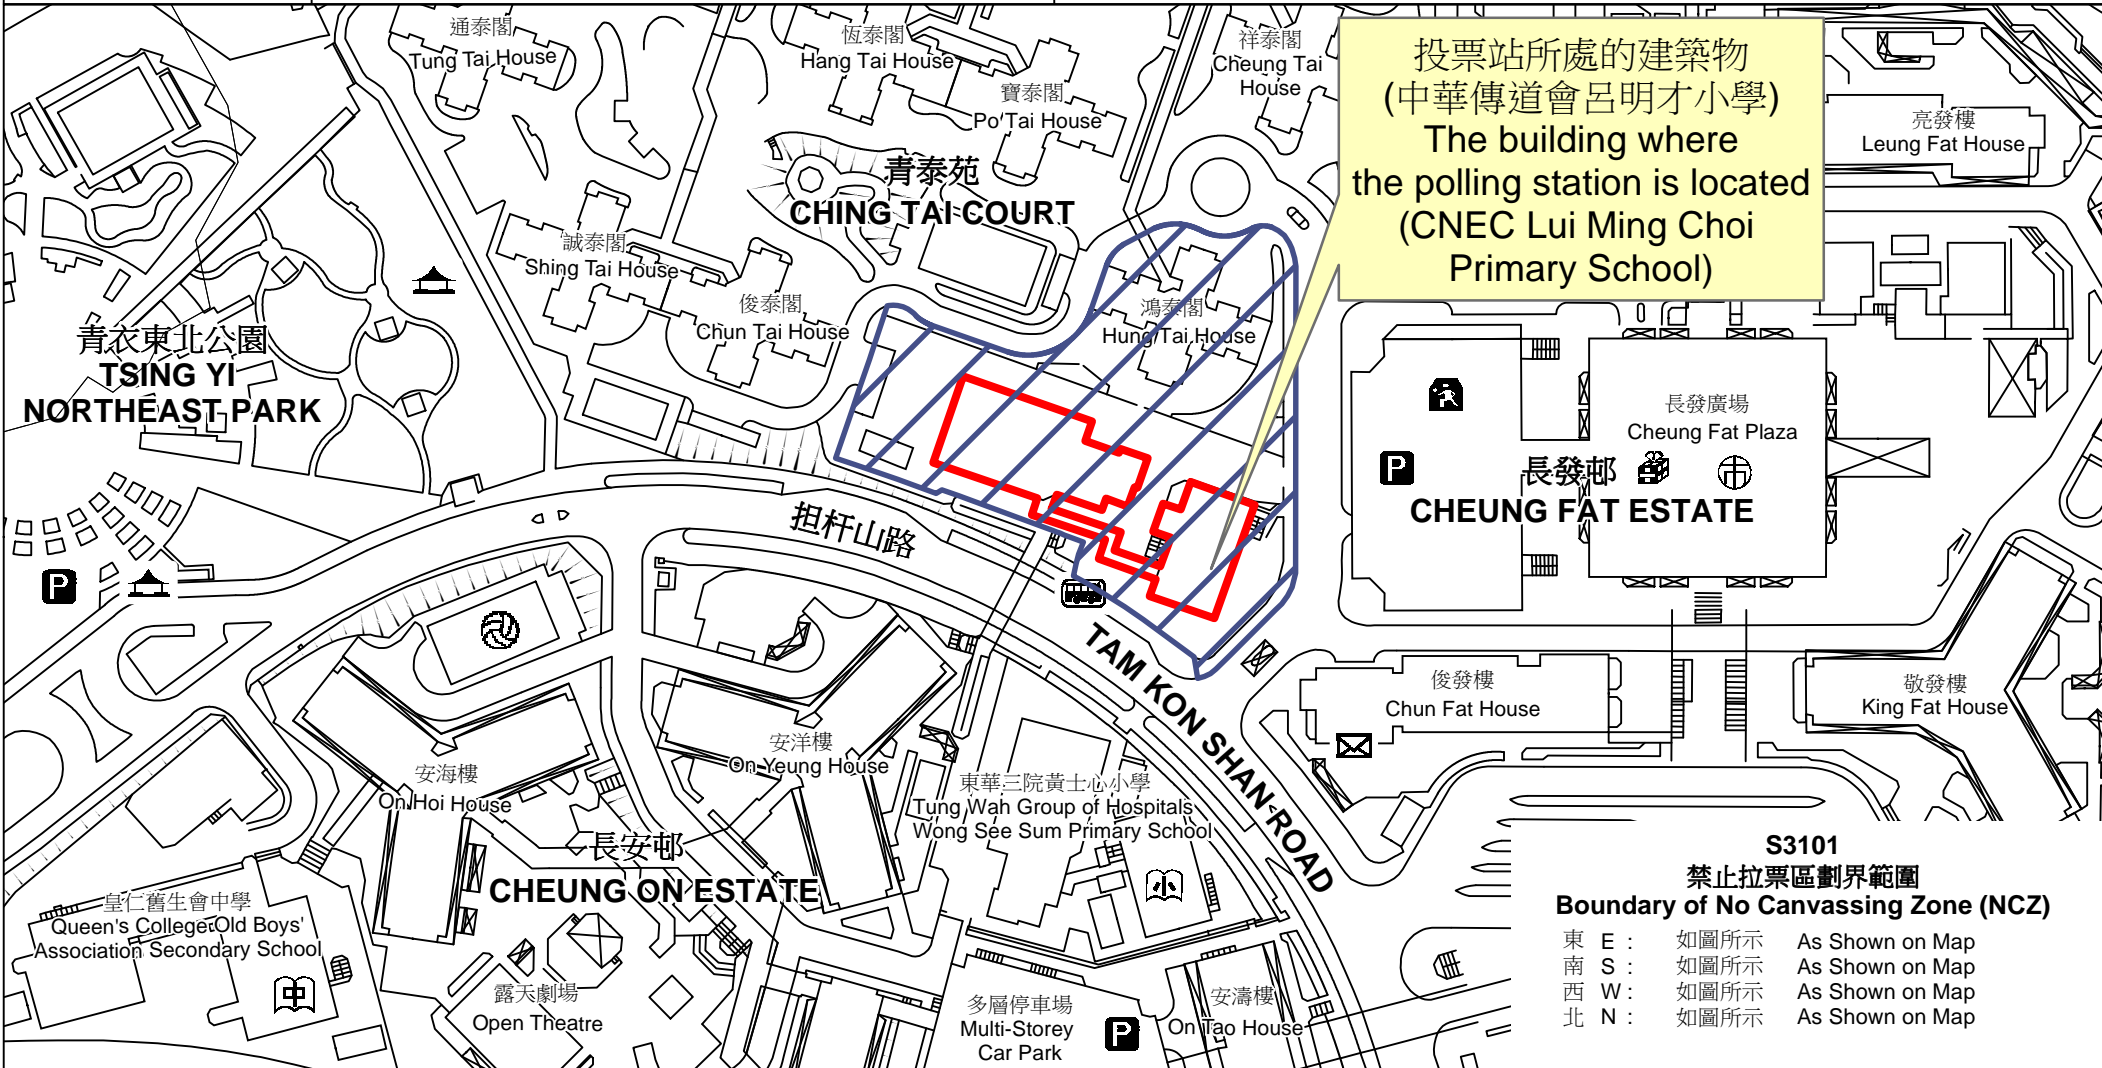 通泰閣
Tung Tai House
恆泰閣
Hang Tai House
寶泰閣
Po Tai House
祥泰閣
Cheung Tai
House
投票站所處的建築物
(中華傳道會呂明才小學)
The building where
the polling station is located
(CNEC Lui Ming Choi
Primary School)
亮發樓
Leung Fat House
青泰苑
CHING TAI COURT
誠泰閣
Shing Tai House
俊泰閣
Chun Tai House
鴻泰閣
Hung Tai House
青衣東北公園
TSING YI
NORTHEAST PARK
長發廣場
Cheung Fat Plaza
P
長發邨
CHEUNG FAT ESTATE
市
担杆山路
TAM KON SHAN ROAD
P
俊發樓
Chun Fat House
敬發樓
King Fat House
安海樓
On Hoi House
安洋樓
On Yeung House
東華三院黃士心小學
Tung Wah Group of Hospitals
Wong See Sum Primary School
小
長安邨
CHEUNG ON ESTATE
皇仁舊生會中學
Queen's College Old Boys'
Association Secondary School
中
露天劇場
Open Theatre
多層停車場
Multi-Storey
Car Park
P
安濤樓
On Tao House
S3101
禁止拉票區劃界範圍
Boundary of No Canvassing Zone (NCZ)
東 E : 如圖所示 As Shown on Map
南 S : 如圖所示 As Shown on Map
西 W : 如圖所示 As Shown on Map
北 N : 如圖所示 As Shown on Map